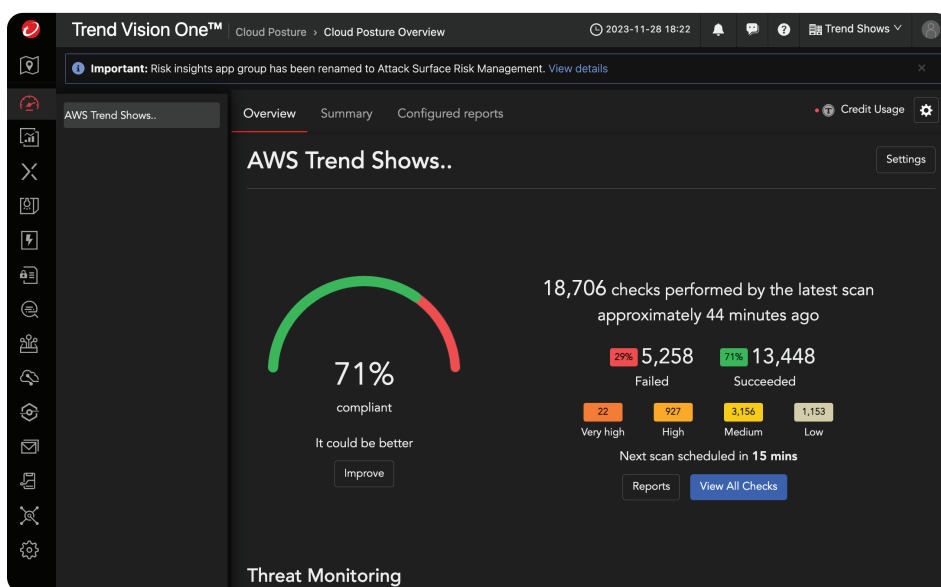 Trend Vision One™ Cloud Posture › Cloud Posture Overview 2023-11-28 18:22 Trend Shows
Important: Risk insights app group has been renamed to Attack Surface Risk Management. View details
AWS Trend Shows..
Overview Summary Configured reports Credit Usage
AWS Trend Shows..
Settings
18,706 checks performed by the latest scan
approximately 44 minutes ago
71%
compliant
It could be better
Improve
29% 5,258 71% 13,448
Failed Succeeded
22 927 3,156 1,153
Very high High Medium Low
Next scan scheduled in 15 mins
Reports View All Checks
Threat Monitoring